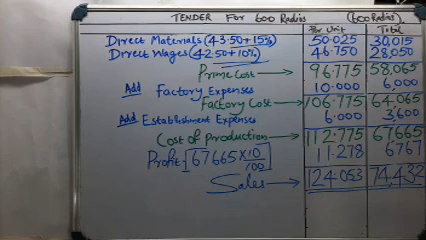 TENDER For 600 Radios (600 Radios)
Per Unit Total
Direct Materials (43.50+15%) 50.025 30,015
Direct Wages (42.50+10%) 46.750 28,050
Prime Cost → 96.775 58,065
Add Factory Expenses 10.000 6,000
Factory Cost → 106.775 64,065
Add Establishment Expenses 6.000 3,600
Cost of Production → 112.775 67665
Profit [67665×10/100] 11.278 6767
Sales → 124.053 74,432